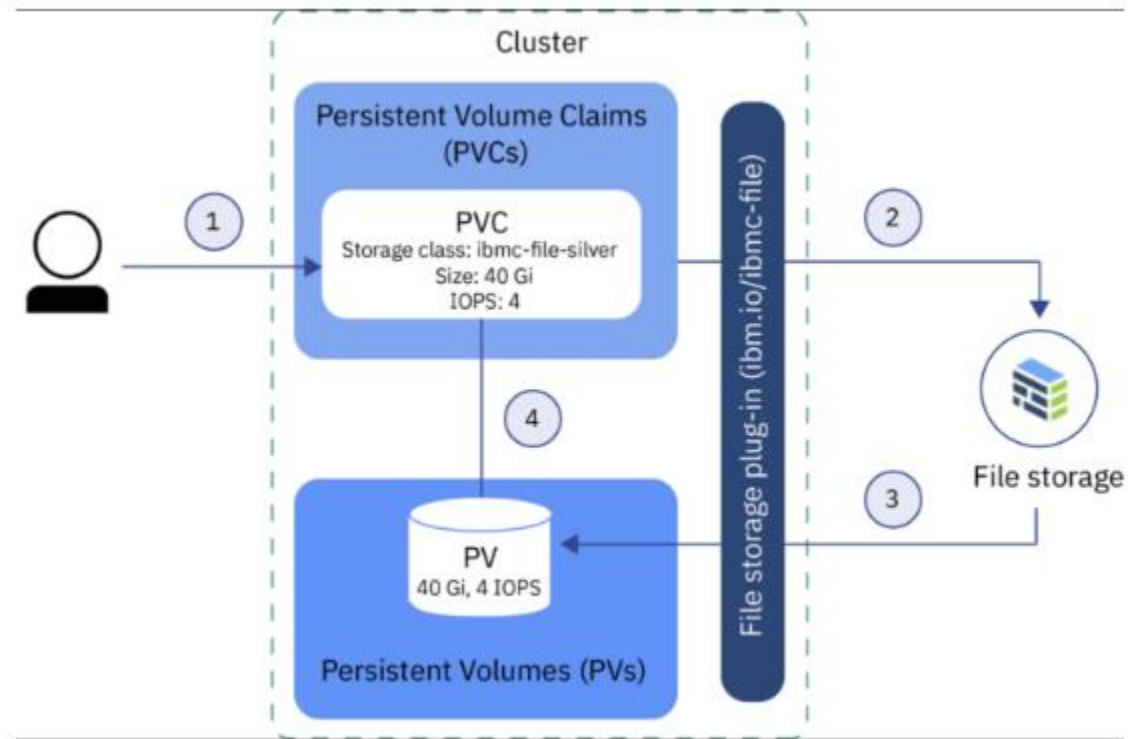 Cluster
Persistent Volume Claims
(PVCs)
1
PVC
Storage class: ibmc-file-silver
Size: 40 Gi
IOPS: 4
2
File storage plug-in (ibm.io/ibmc-file)
4
File storage
3
PV
40 Gi, 4 IOPS
Persistent Volumes (PVs)